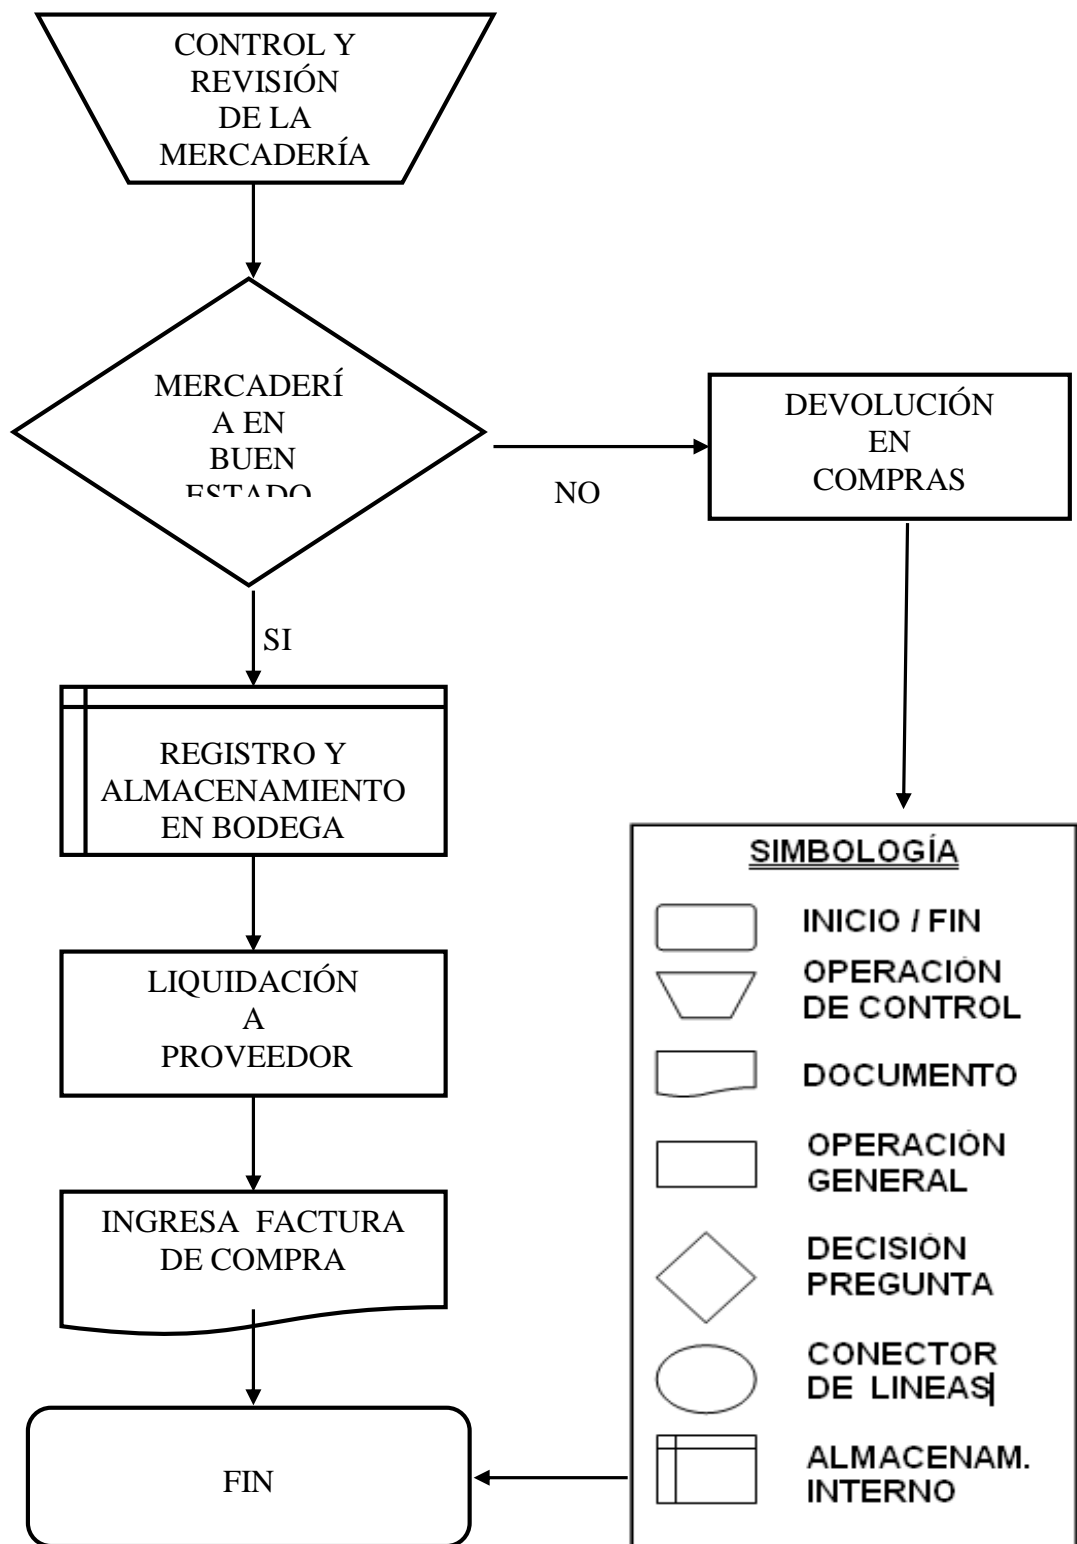 CONTROL Y
REVISIÓN
DE LA
MERCADERÍA
MERCADERÍ
A EN
BUEN
ESTADO
NO
DEVOLUCIÓN
EN
COMPRAS
SI
REGISTRO Y
ALMACENAMIENTO
EN BODEGA
LIQUIDACIÓN
A
PROVEEDOR
INGRESA FACTURA
DE COMPRA
FIN
SIMBOLOGÍA
INICIO / FIN
OPERACIÓN
DE CONTROL
DOCUMENTO
OPERACIÓN
GENERAL
DECISIÓN
PREGUNTA
CONECTOR
DE LINEAS
ALMACENAM.
INTERNO